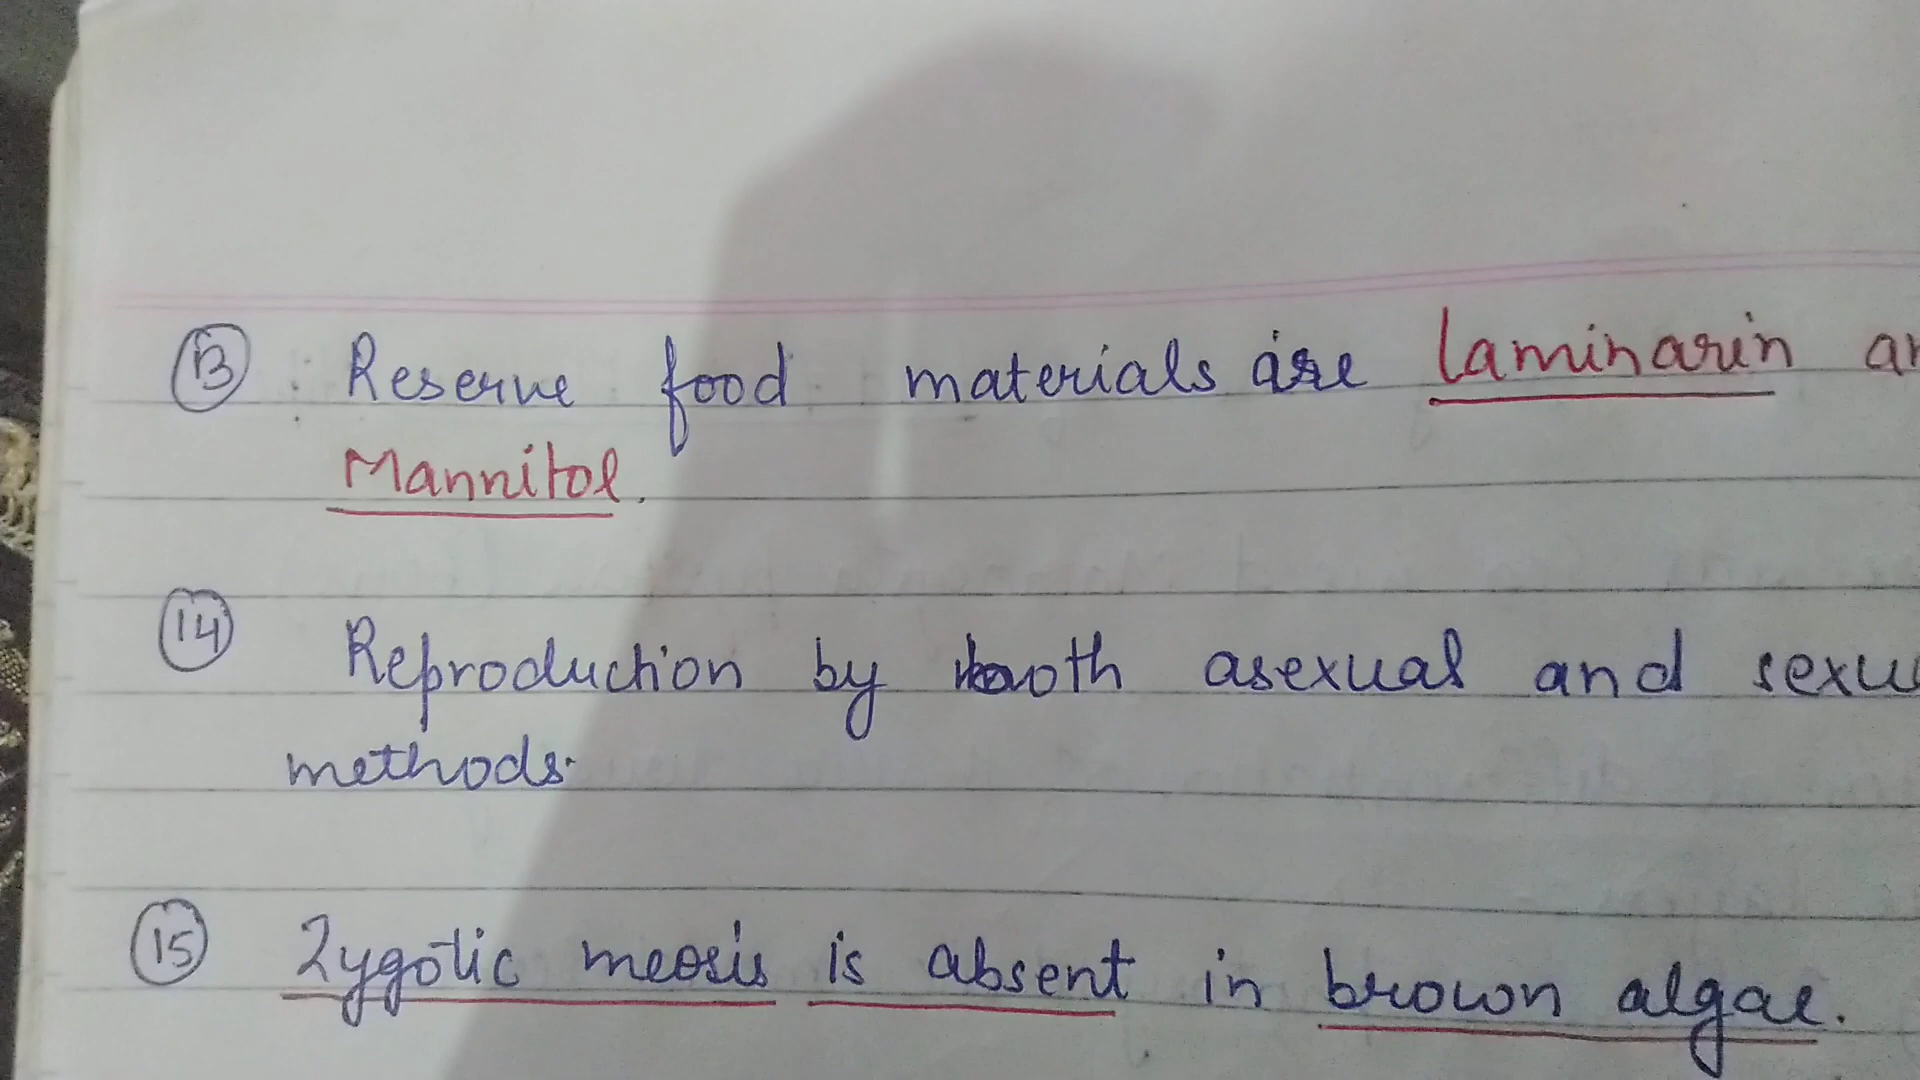 13 Reserve food materials are laminarin an
Mannitol.
14 Reproduction by both asexual and sexu
methods.
15 Zygotic meosis is absent in brown algae.